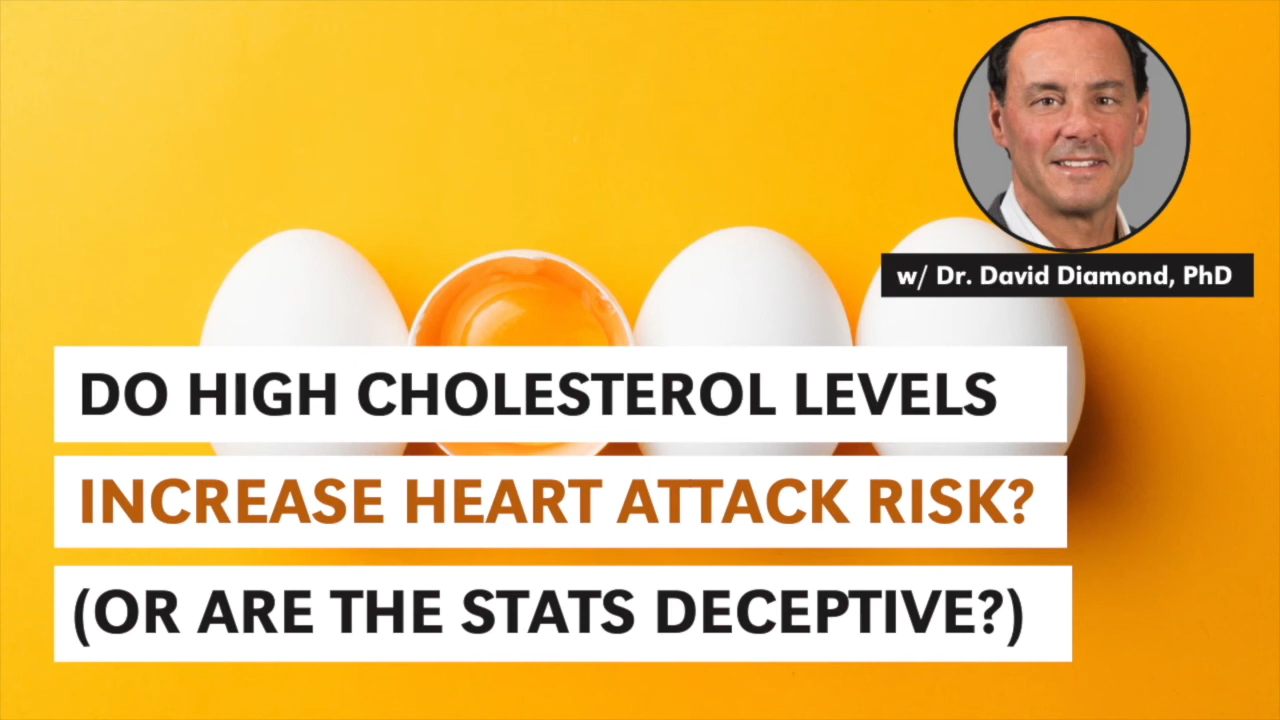 w/ Dr. David Diamond, PhD
DO HIGH CHOLESTEROL LEVELS
INCREASE HEART ATTACK RISK?
(OR ARE THE STATS DECEPTIVE?)